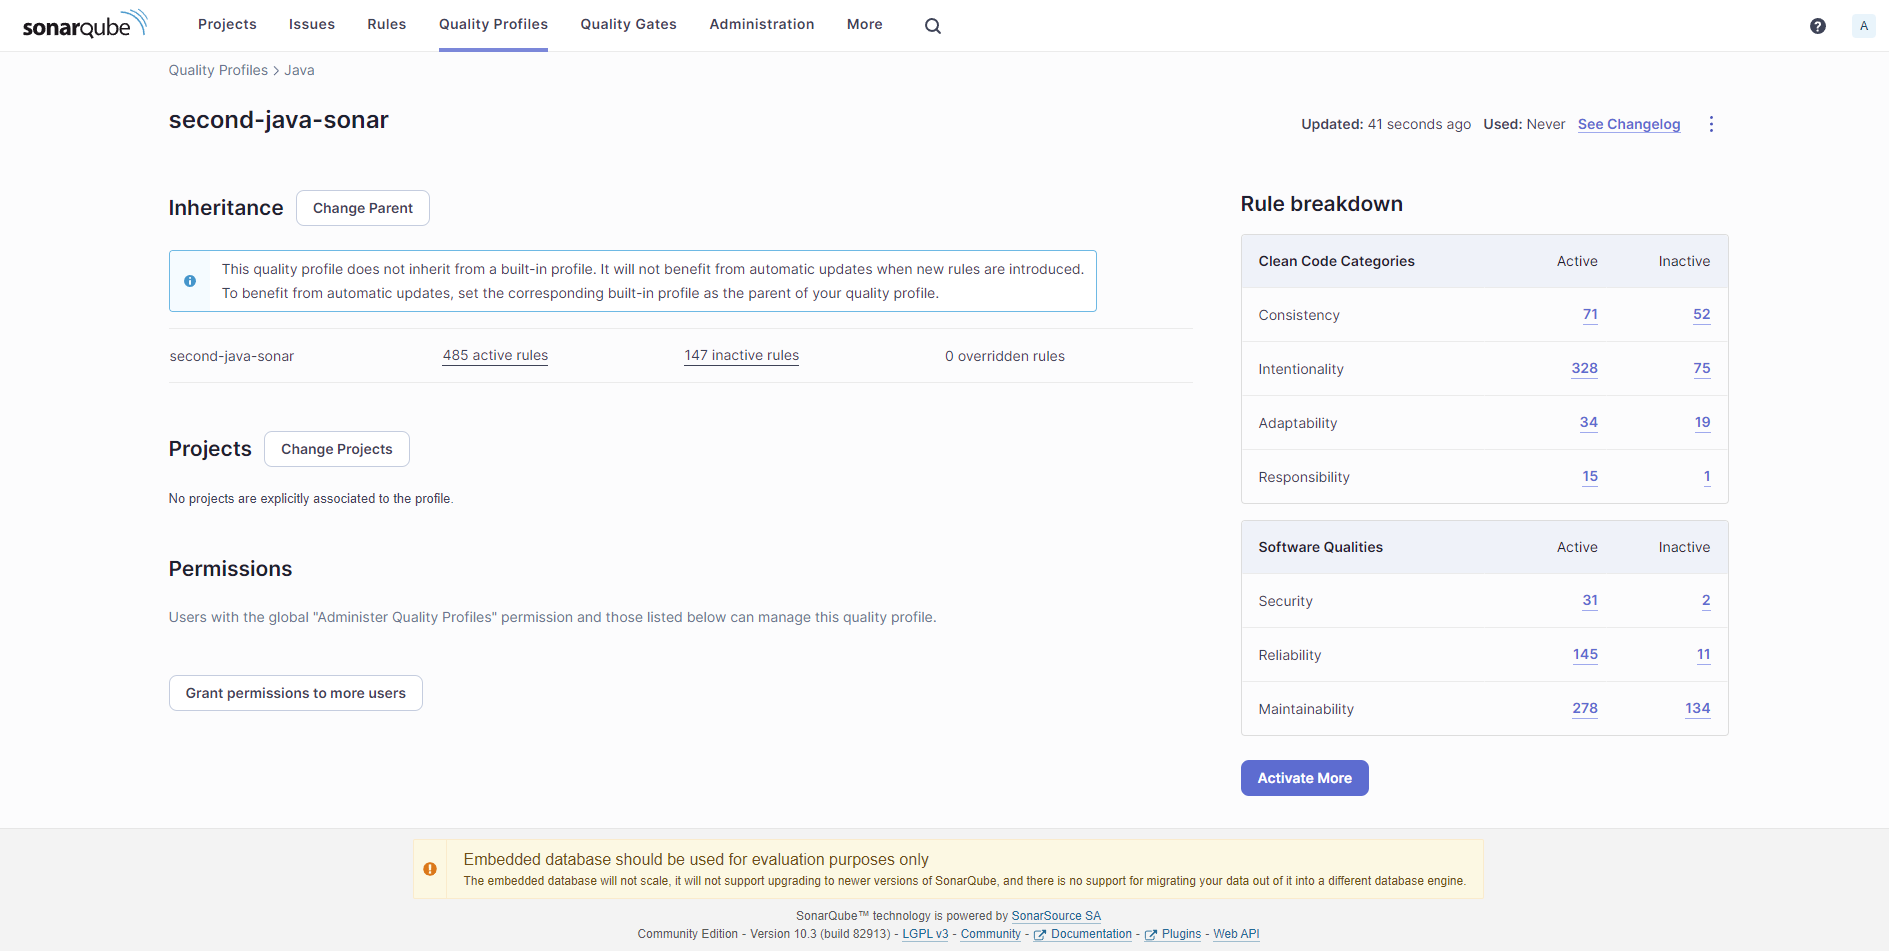 sonarqube
Projects Issues Rules Quality Profiles Quality Gates Administration More
? A
Quality Profiles > Java
second-java-sonar
Updated: 41 seconds ago Used: Never See Changelog
Inheritance Change Parent
This quality profile does not inherit from a built-in profile. It will not benefit from automatic updates when new rules are introduced.
To benefit from automatic updates, set the corresponding built-in profile as the parent of your quality profile.
second-java-sonar 485 active rules 147 inactive rules 0 overridden rules
Projects Change Projects
No projects are explicitly associated to the profile.
Permissions
Users with the global "Administer Quality Profiles" permission and those listed below can manage this quality profile.
Grant permissions to more users
Rule breakdown
Clean Code Categories Active Inactive
Consistency 71 52
Intentionality 328 75
Adaptability 34 19
Responsibility 15 1
Software Qualities Active Inactive
Security 31 2
Reliability 145 11
Maintainability 278 134
Activate More
Embedded database should be used for evaluation purposes only
The embedded database will not scale, it will not support upgrading to newer versions of SonarQube, and there is no support for migrating your data out of it into a different database engine.
SonarQube™ technology is powered by SonarSource SA
Community Edition - Version 10.3 (build 82913) - LGPL v3 - Community - Documentation - Plugins - Web API